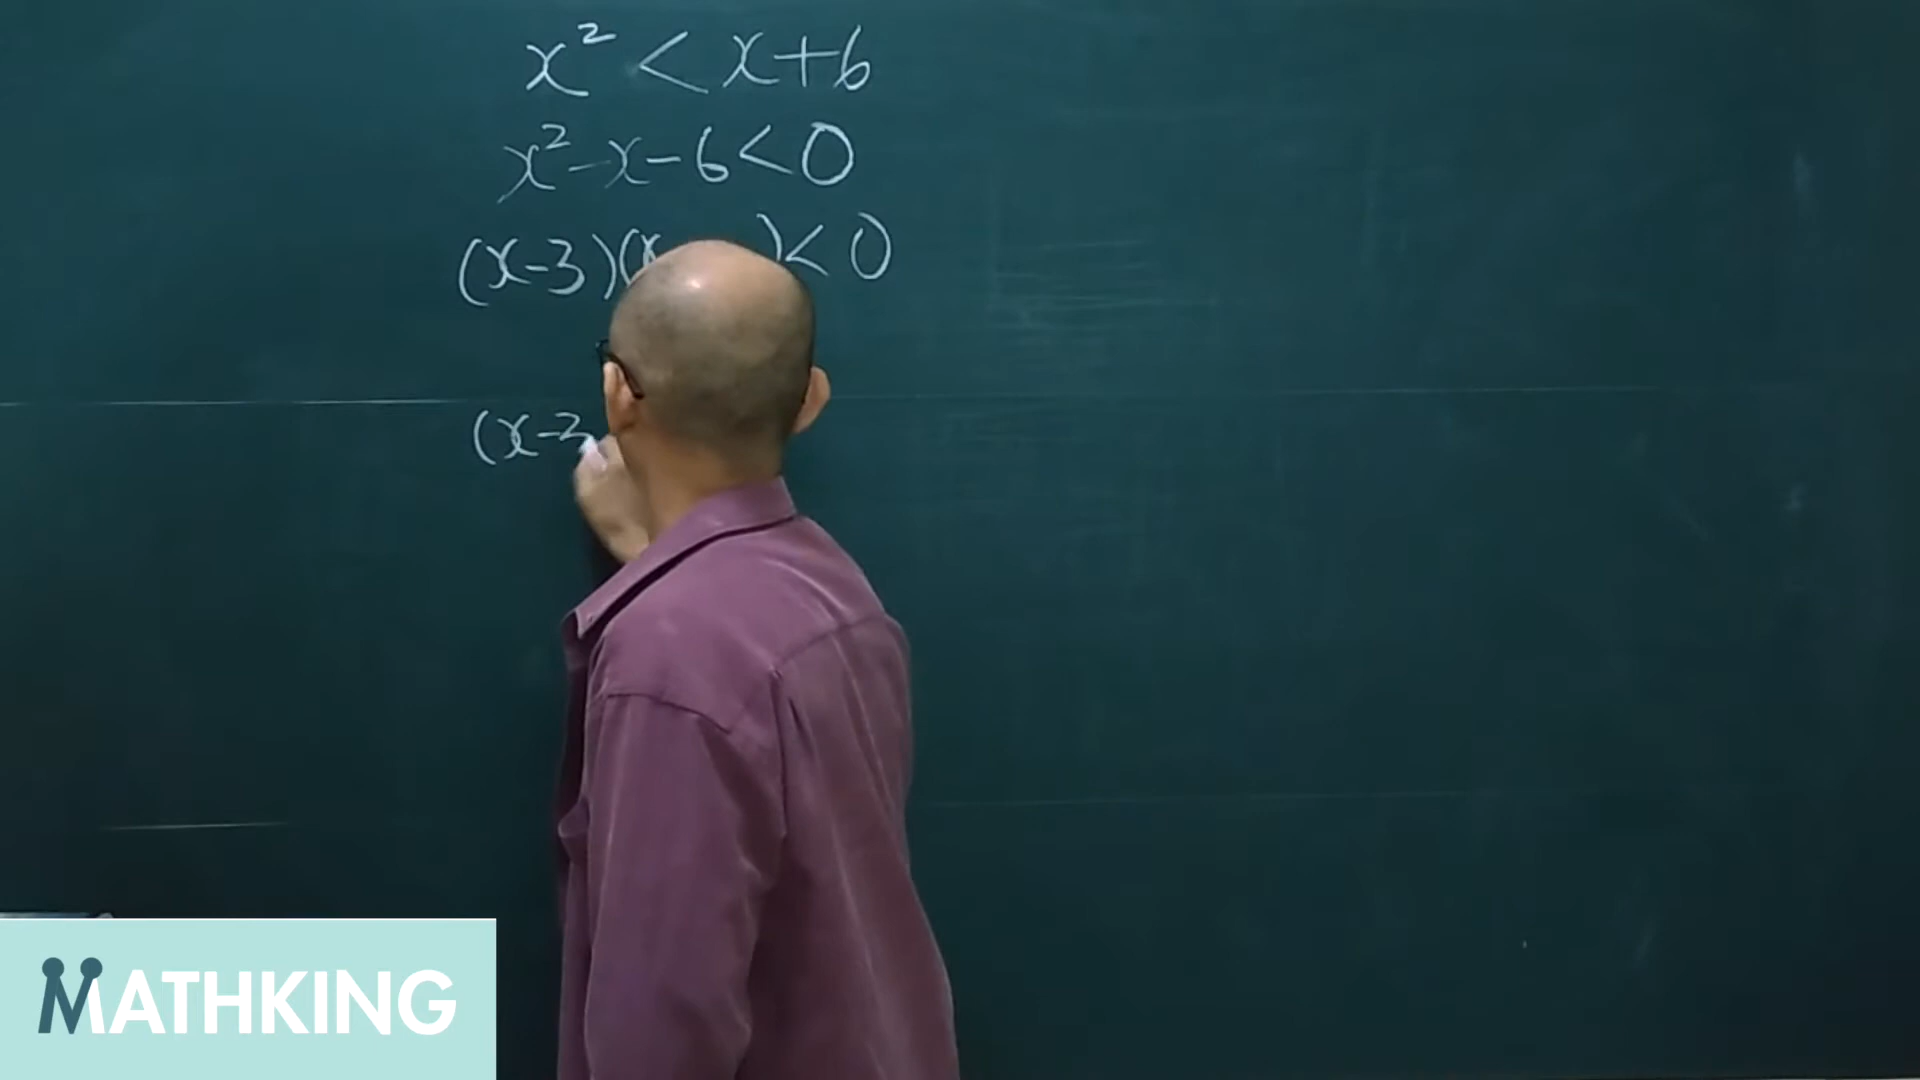 x² < x+6
x²-x-6<0
(x-3)(x )< 0
(x-3
MATHKING